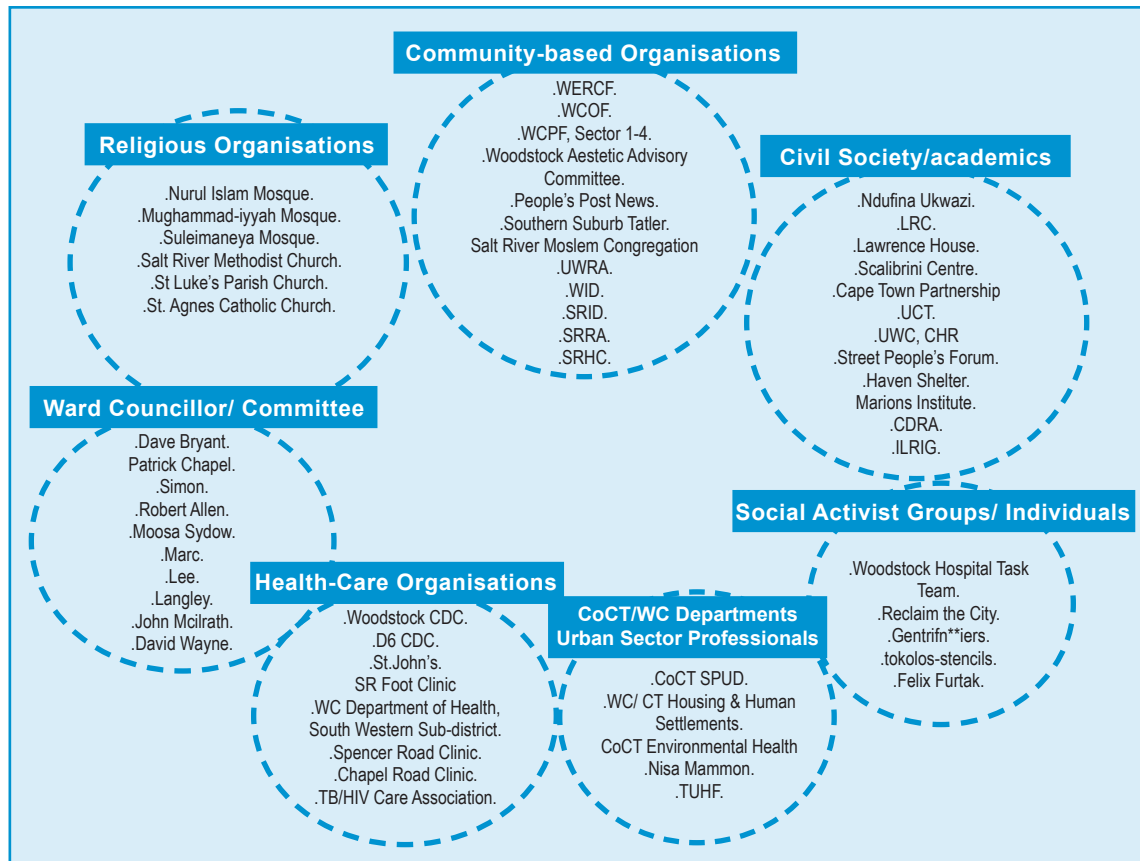 Community-based Organisations
.WERCF.
.WCOF.
.WCPF, Sector 1-4.
.Woodstock Aestetic Advisory
Committee.
.People's Post News.
.Southern Suburb Tatler.
Salt River Moslem Congregation
.UWRA.
.WID.
.SRID.
.SRRA.
.SRHC.
Religious Organisations
.Nurul Islam Mosque.
.Mughammad-iyyah Mosque.
.Suleimaneya Mosque.
.Salt River Methodist Church.
.St Luke's Parish Church.
.St. Agnes Catholic Church.
Civil Society/academics
.Ndufina Ukwazi.
.LRC.
.Lawrence House.
.Scalibrini Centre.
.Cape Town Partnership
.UCT.
.UWC, CHR
.Street People's Forum.
.Haven Shelter.
Marions Institute.
.CDRA.
.ILRIG.
Ward Councillor/ Committee
.Dave Bryant.
Patrick Chapel.
.Simon.
.Robert Allen.
.Moosa Sydow.
.Marc.
.Lee.
.Langley.
.John Mcilrath.
.David Wayne.
Health-Care Organisations
.Woodstock CDC.
.D6 CDC.
.St.John's.
SR Foot Clinic
.WC Department of Health,
South Western Sub-district.
.Spencer Road Clinic.
.Chapel Road Clinic.
.TB/HIV Care Association.
CoCT/WC Departments
Urban Sector Professionals
.CoCT SPUD.
.WC/ CT Housing & Human
Settlements.
CoCT Environmental Health
.Nisa Mammon.
.TUHF.
Social Activist Groups/ Individuals
.Woodstock Hospital Task
Team.
.Reclaim the City.
.Gentrifn**iers.
.tokolos-stencils.
.Felix Furtak.